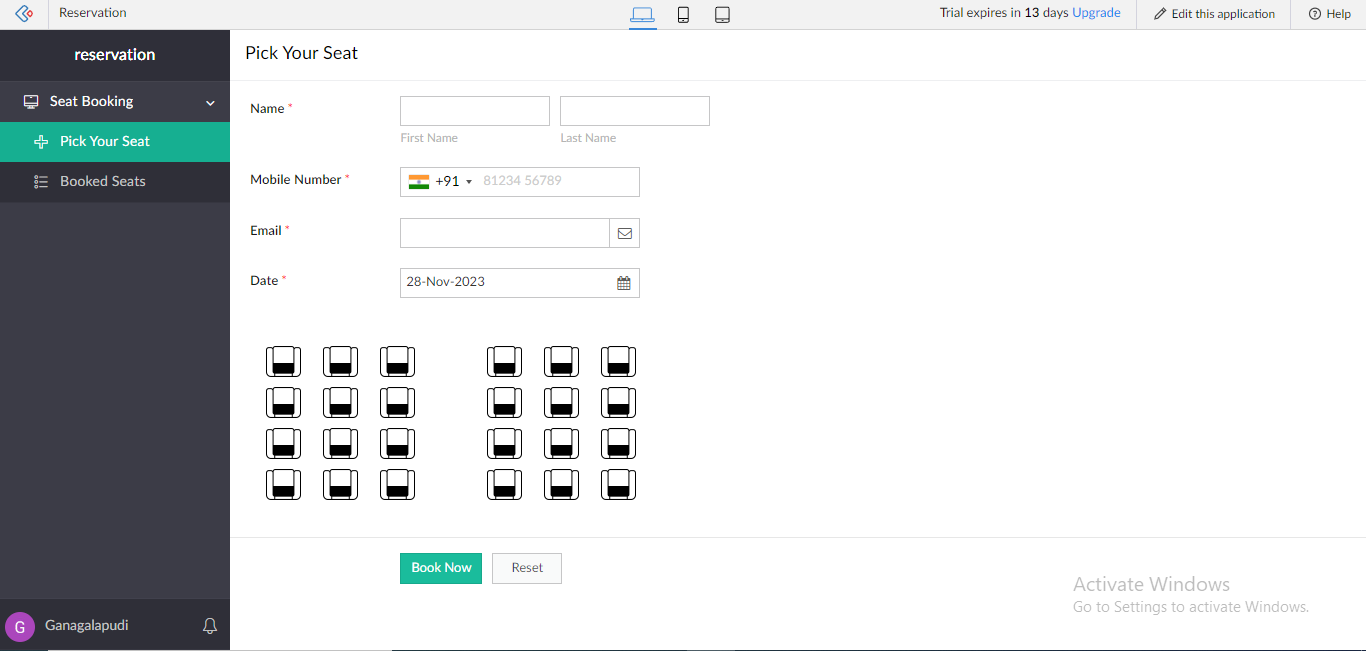 Reservation
Trial expires in 13 days Upgrade
Edit this application
Help
reservation
Pick Your Seat
Seat Booking
Pick Your Seat
Booked Seats
Name *
First Name
Last Name
Mobile Number *
+91
81234 56789
Email *
Date *
28-Nov-2023
Book Now
Reset
Activate Windows
Go to Settings to activate Windows.
G
Ganagalapudi